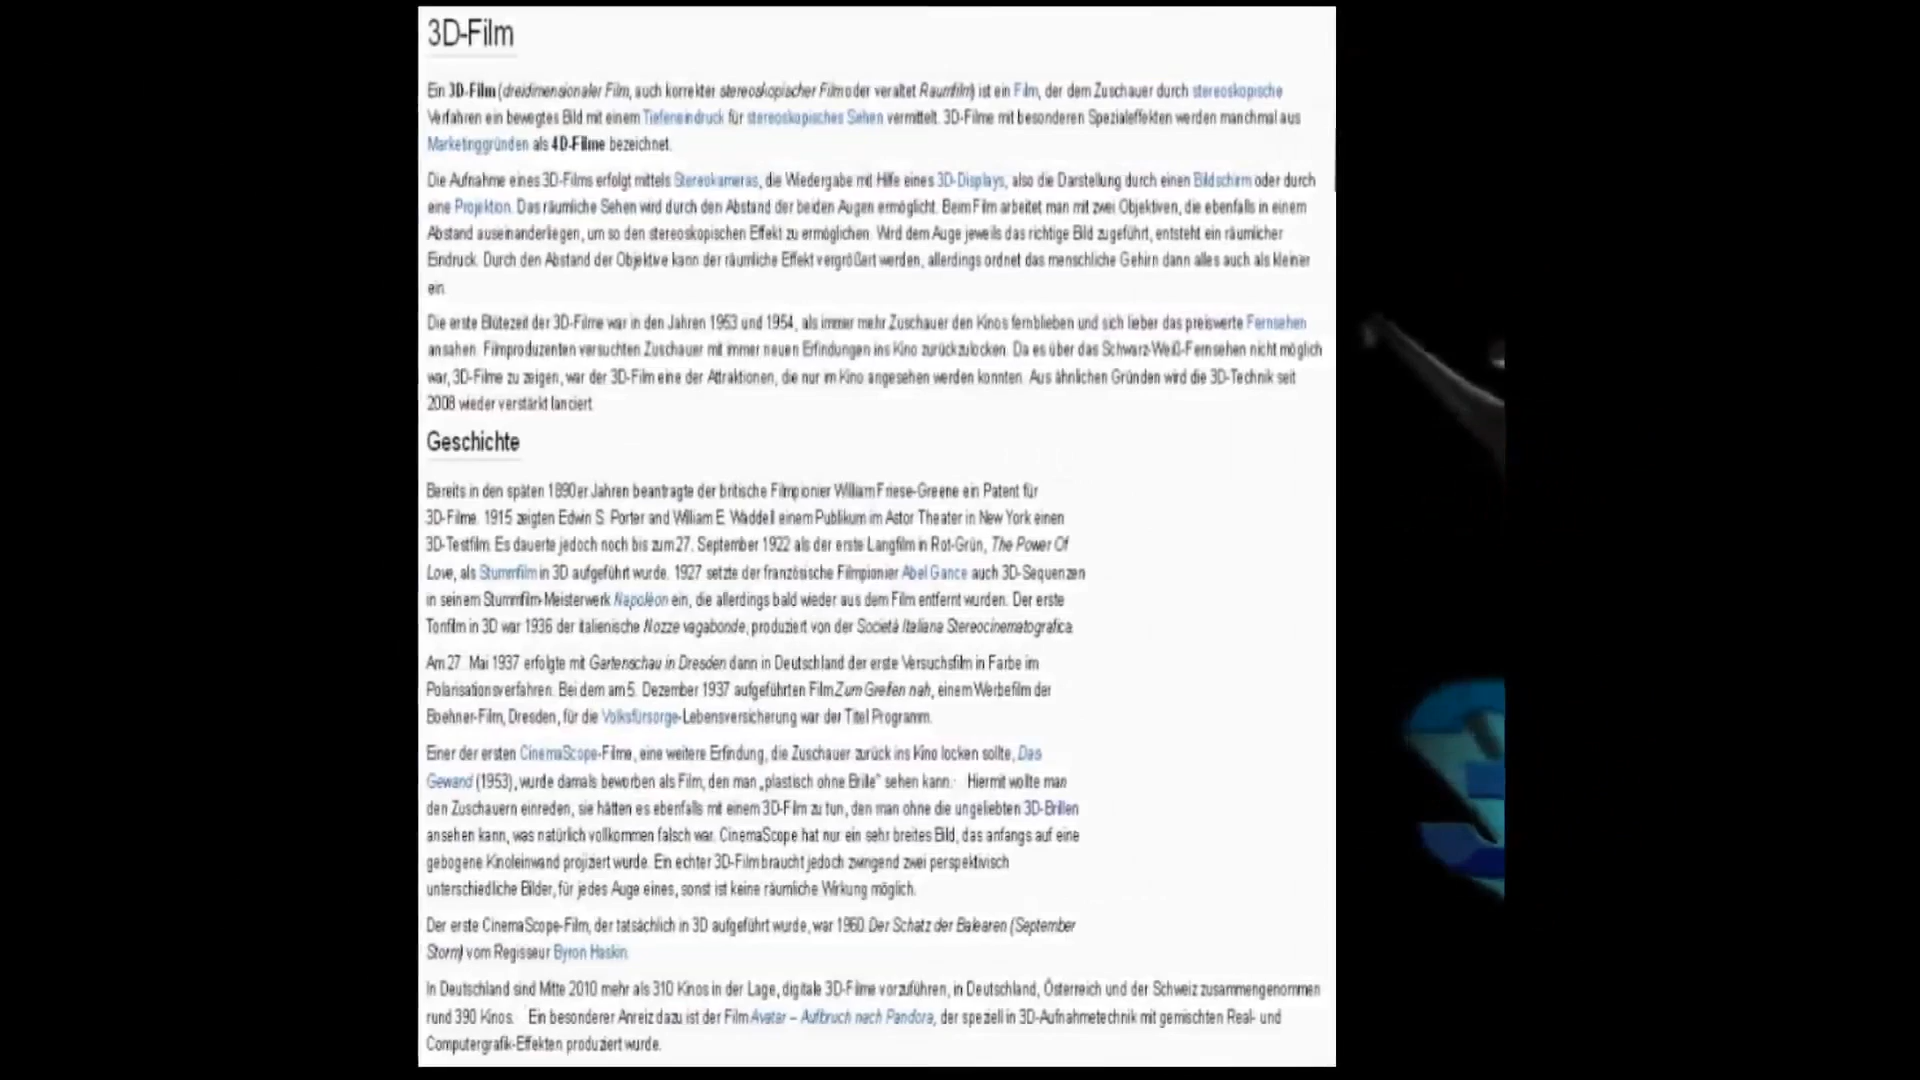 3D-Film
Ein 3D-Film (dreidimensionaler Film, auch korrekter stereoskopischer Film oder veraltet Raumfilm) ist ein Film, der dem Zuschauer durch stereoskopische
Verfahren ein bewegtes Bild mit einem Tiefeneindruck für stereoskopisches Sehen vermittelt. 3D-Filme mit besonderen Spezialeffekten werden manchmal aus
Marketinggründen als 4D-Filme bezeichnet.
Die Aufnahme eines 3D-Films erfolgt mittels Stereokameras, die Wiedergabe mit Hilfe eines 3D-Displays, also die Darstellung durch einen Bildschirm oder durch
eine Projektion. Das räumliche Sehen wird durch den Abstand der beiden Augen ermöglicht. Beim Film arbeitet man mit zwei Objektiven, die ebenfalls in einem
Abstand auseinanderliegen, um so den stereoskopischen Effekt zu ermöglichen. Wird dem Auge jeweils das richtige Bild zugeführt, entsteht ein räumlicher
Eindruck. Durch den Abstand der Objektive kann der räumliche Effekt vergrößert werden, allerdings ordnet das menschliche Gehirn dann alles auch als kleiner
ein.
Die erste Blütezeit der 3D-Filme war in den Jahren 1953 und 1954, als immer mehr Zuschauer den Kinos fernblieben und sich lieber das preiswerte Fernsehen
ansahen. Filmproduzenten versuchten Zuschauer mit immer neuen Erfindungen ins Kino zurückzulocken. Da es über das Schwarz-Weiß-Fernsehen nicht möglich
war, 3D-Filme zu zeigen, war der 3D-Film eine der Attraktionen, die nur im Kino angesehen werden konnten. Aus ähnlichen Gründen wird die 3D-Technik seit
2008 wieder verstärkt lanciert.
Geschichte
Bereits in den späten 1890er Jahren beantragte der britische Filmpionier William Friese-Greene ein Patent für
3D-Filme. 1915 zeigten Edwin S. Porter and William E. Waddell einem Publikum im Astor Theater in New York einen
3D-Testfilm. Es dauerte jedoch noch bis zum 27. September 1922 als der erste Langfilm in Rot-Grün, The Power Of
Love, als Stummfilm in 3D aufgeführt wurde. 1927 setzte der französische Filmpionier Abel Gance auch 3D-Sequenzen
in seinem Stummfilm-Meisterwerk Napoléon ein, die allerdings bald wieder aus dem Film entfernt wurden. Der erste
Tonfilm in 3D war 1936 der italienische Nozze vagabonde, produziert von der Società Italiana Stereocinematografica.
Am 27. Mai 1937 erfolgte mit Gartenschau in Dresden dann in Deutschland der erste Versuchsfilm in Farbe im
Polarisationsverfahren. Bei dem am 5. Dezember 1937 aufgeführten Film Zum Greifen nah, einem Werbefilm der
Boehner-Film, Dresden, für die Volksfürsorge-Lebensversicherung war der Titel Programm.
Einer der ersten CinemaScope-Filme, eine weitere Erfindung, die Zuschauer zurück ins Kino locken sollte, Das
Gewand (1953), wurde damals beworben als Film, den man „plastisch ohne Brille“ sehen kann. Hiermit wollte man
den Zuschauern einreden, sie hätten es ebenfalls mit einem 3D-Film zu tun, den man ohne die ungeliebten 3D-Brillen
ansehen kann, was natürlich vollkommen falsch war. CinemaScope hat nur ein sehr breites Bild, das anfangs auf eine
gebogene Kinoleinwand projiziert wurde. Ein echter 3D-Film braucht jedoch zwingend zwei perspektivisch
unterschiedliche Bilder, für jedes Auge eines, sonst ist keine räumliche Wirkung möglich.
Der erste CinemaScope-Film, der tatsächlich in 3D aufgeführt wurde, war 1960 Der Schatz der Balearen (September
Storm) vom Regisseur Byron Haskin.
In Deutschland sind Mitte 2010 mehr als 310 Kinos in der Lage, digitale 3D-Filme vorzuführen, in Deutschland, Österreich und der Schweiz zusammengenommen
rund 390 Kinos. Ein besonderer Anreiz dazu ist der Film Avatar – Aufbruch nach Pandora, der speziell in 3D-Aufnahmetechnik mit gemischten Real- und
Computergrafik-Effekten produziert wurde.